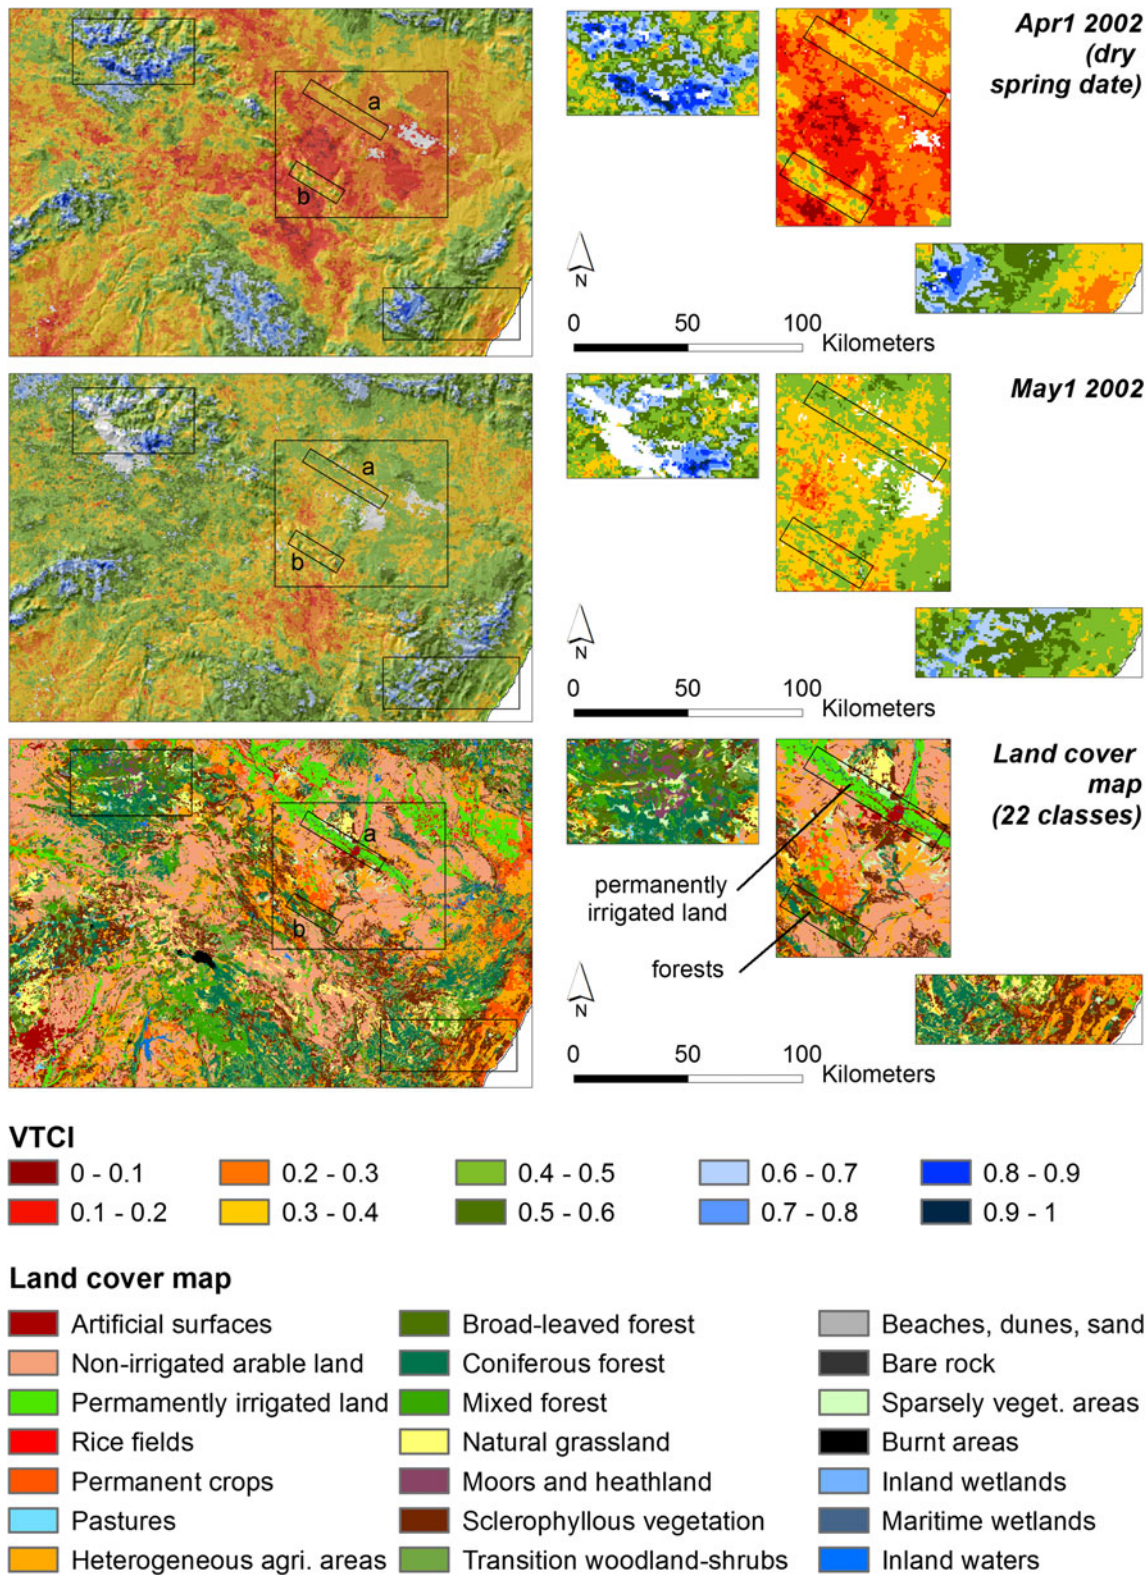 a
b
Apr1 2002
(dry
spring date)
N
0 50 100
Kilometers
a
b
May1 2002
N
0 50 100
Kilometers
a
b
Land cover
map
(22 classes)
permanently
irrigated land
forests
N
0 50 100
Kilometers
VTCI
0 - 0.1
0.2 - 0.3
0.4 - 0.5
0.6 - 0.7
0.8 - 0.9
0.1 - 0.2
0.3 - 0.4
0.5 - 0.6
0.7 - 0.8
0.9 - 1
Land cover map
Artificial surfaces
Non-irrigated arable land
Permamently irrigated land
Rice fields
Permanent crops
Pastures
Heterogeneous agri. areas
Broad-leaved forest
Coniferous forest
Mixed forest
Natural grassland
Moors and heathland
Sclerophyllous vegetation
Transition woodland-shrubs
Beaches, dunes, sand
Bare rock
Sparsely veget. areas
Burnt areas
Inland wetlands
Maritime wetlands
Inland waters